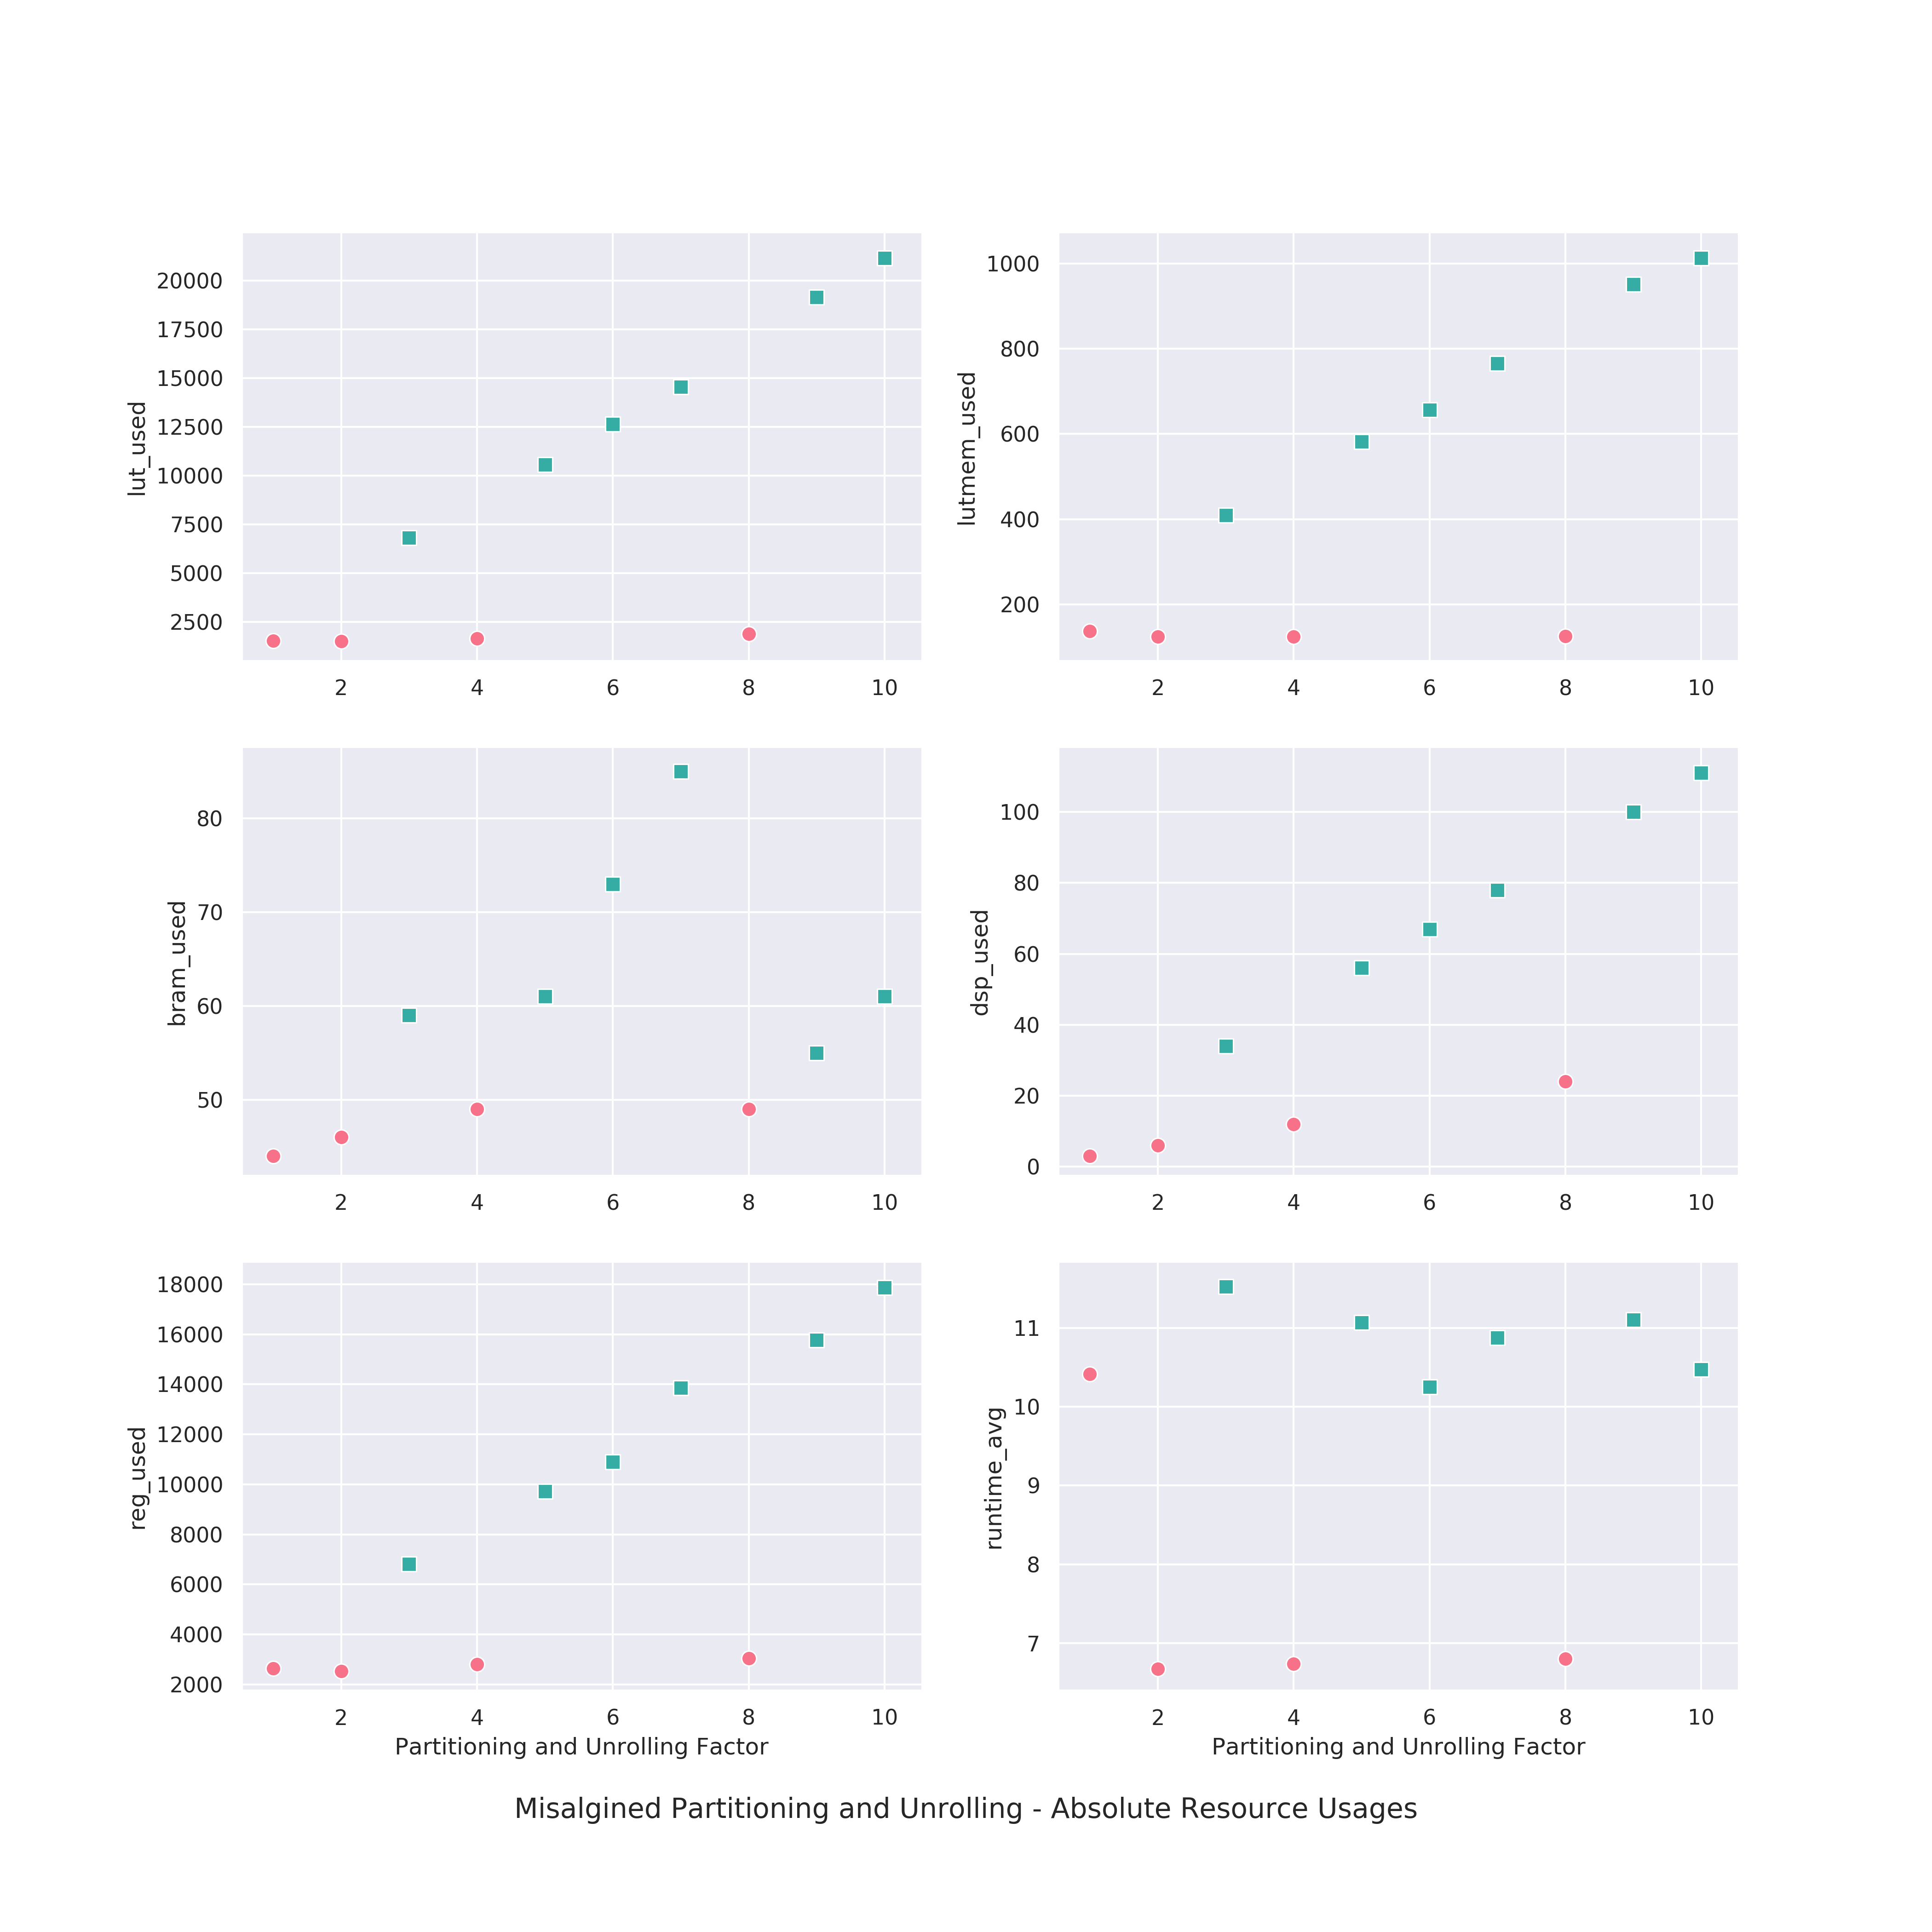 lut_used
20000
17500
15000
12500
10000
7500
5000
2500
2 4 6 8 10
lutmem_used
1000
800
600
400
200
2 4 6 8 10
bram_used
80
70
60
50
2 4 6 8 10
dsp_used
100
80
60
40
20
0
2 4 6 8 10
reg_used
18000
16000
14000
12000
10000
8000
6000
4000
2000
2 4 6 8 10
Partitioning and Unrolling Factor
runtime_avg
11
10
9
8
7
2 4 6 8 10
Partitioning and Unrolling Factor
Misalgined Partitioning and Unrolling - Absolute Resource Usages